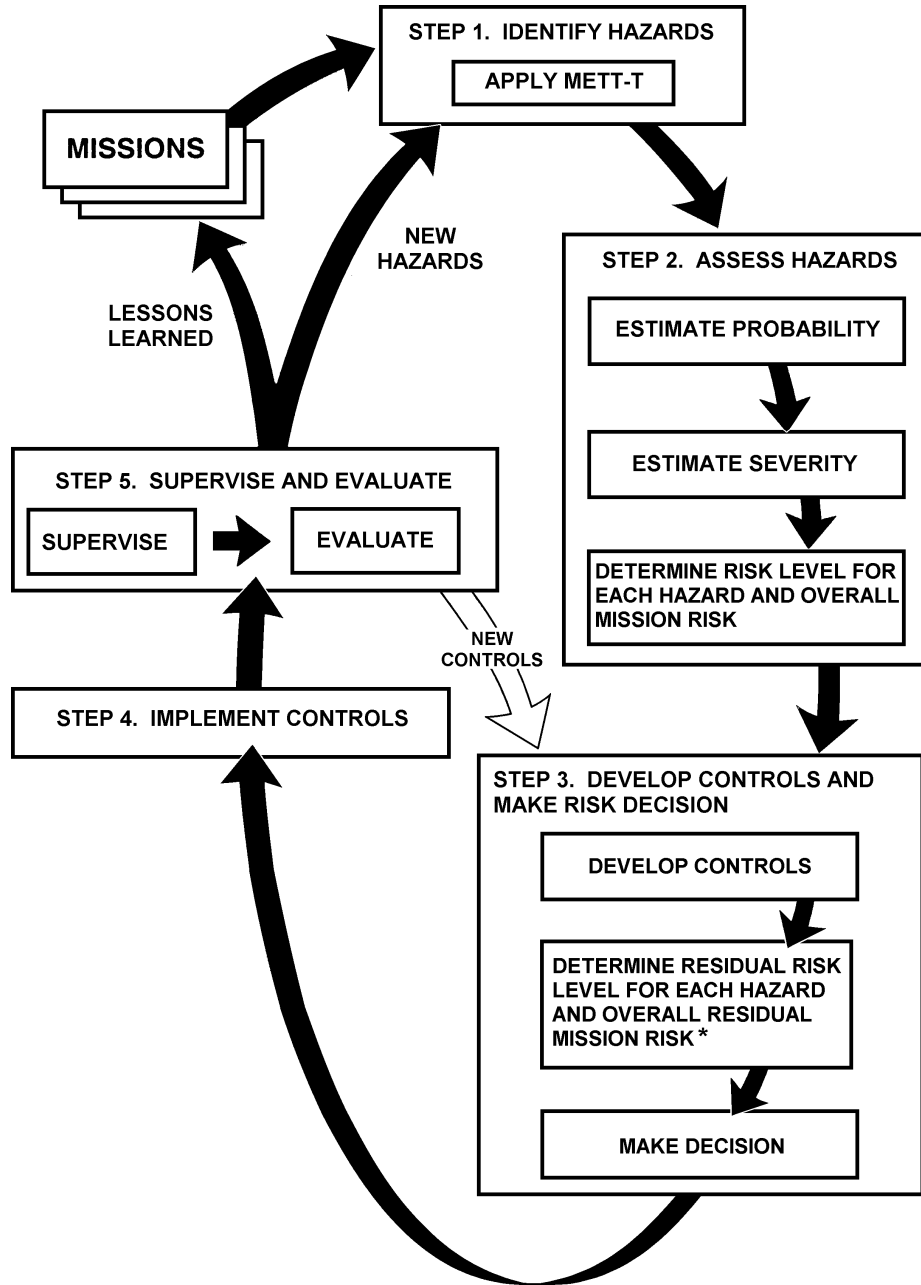 STEP 1. IDENTIFY HAZARDS
APPLY METT-T
MISSIONS
NEW
HAZARDS
LESSONS
LEARNED
STEP 2. ASSESS HAZARDS
ESTIMATE PROBABILITY
ESTIMATE SEVERITY
DETERMINE RISK LEVEL FOR
EACH HAZARD AND OVERALL
MISSION RISK
STEP 5. SUPERVISE AND EVALUATE
SUPERVISE
EVALUATE
NEW
CONTROLS
STEP 4. IMPLEMENT CONTROLS
STEP 3. DEVELOP CONTROLS AND
MAKE RISK DECISION
DEVELOP CONTROLS
DETERMINE RESIDUAL RISK
LEVEL FOR EACH HAZARD
AND OVERALL RESIDUAL
MISSION RISK*
MAKE DECISION